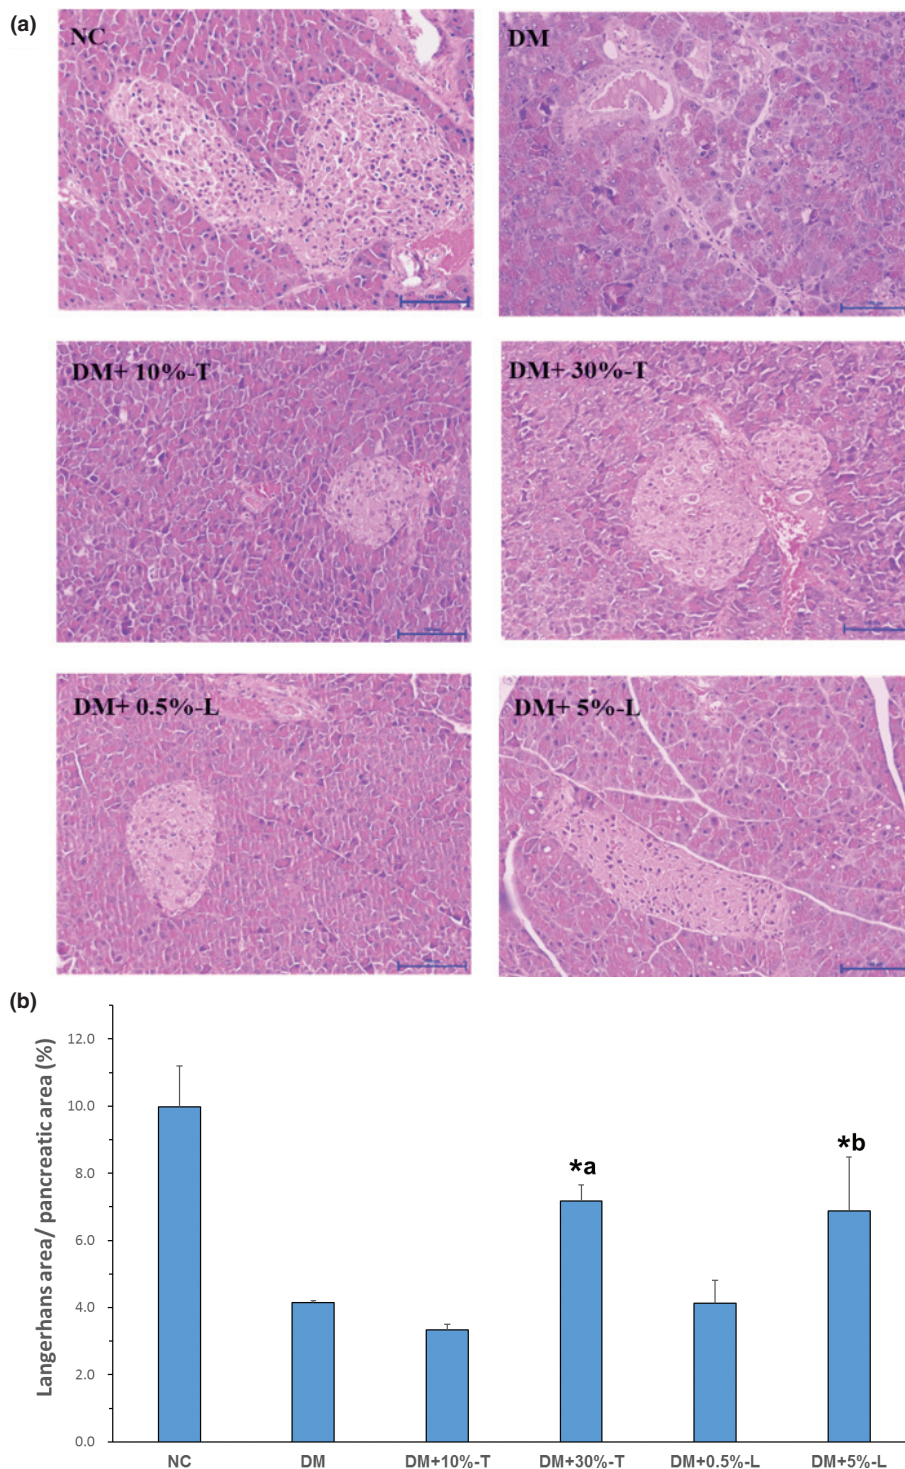 (a)
NC
DM
DM+ 10%-T
DM+ 30%-T
DM+ 0.5%-L
DM+ 5%-L
(b)
Langerhans area/ pancreatic area (%)
12.0
10.0
8.0
6.0
4.0
2.0
0.0
*a
*b
NC DM DM+10%-T DM+30%-T DM+0.5%-L DM+5%-L